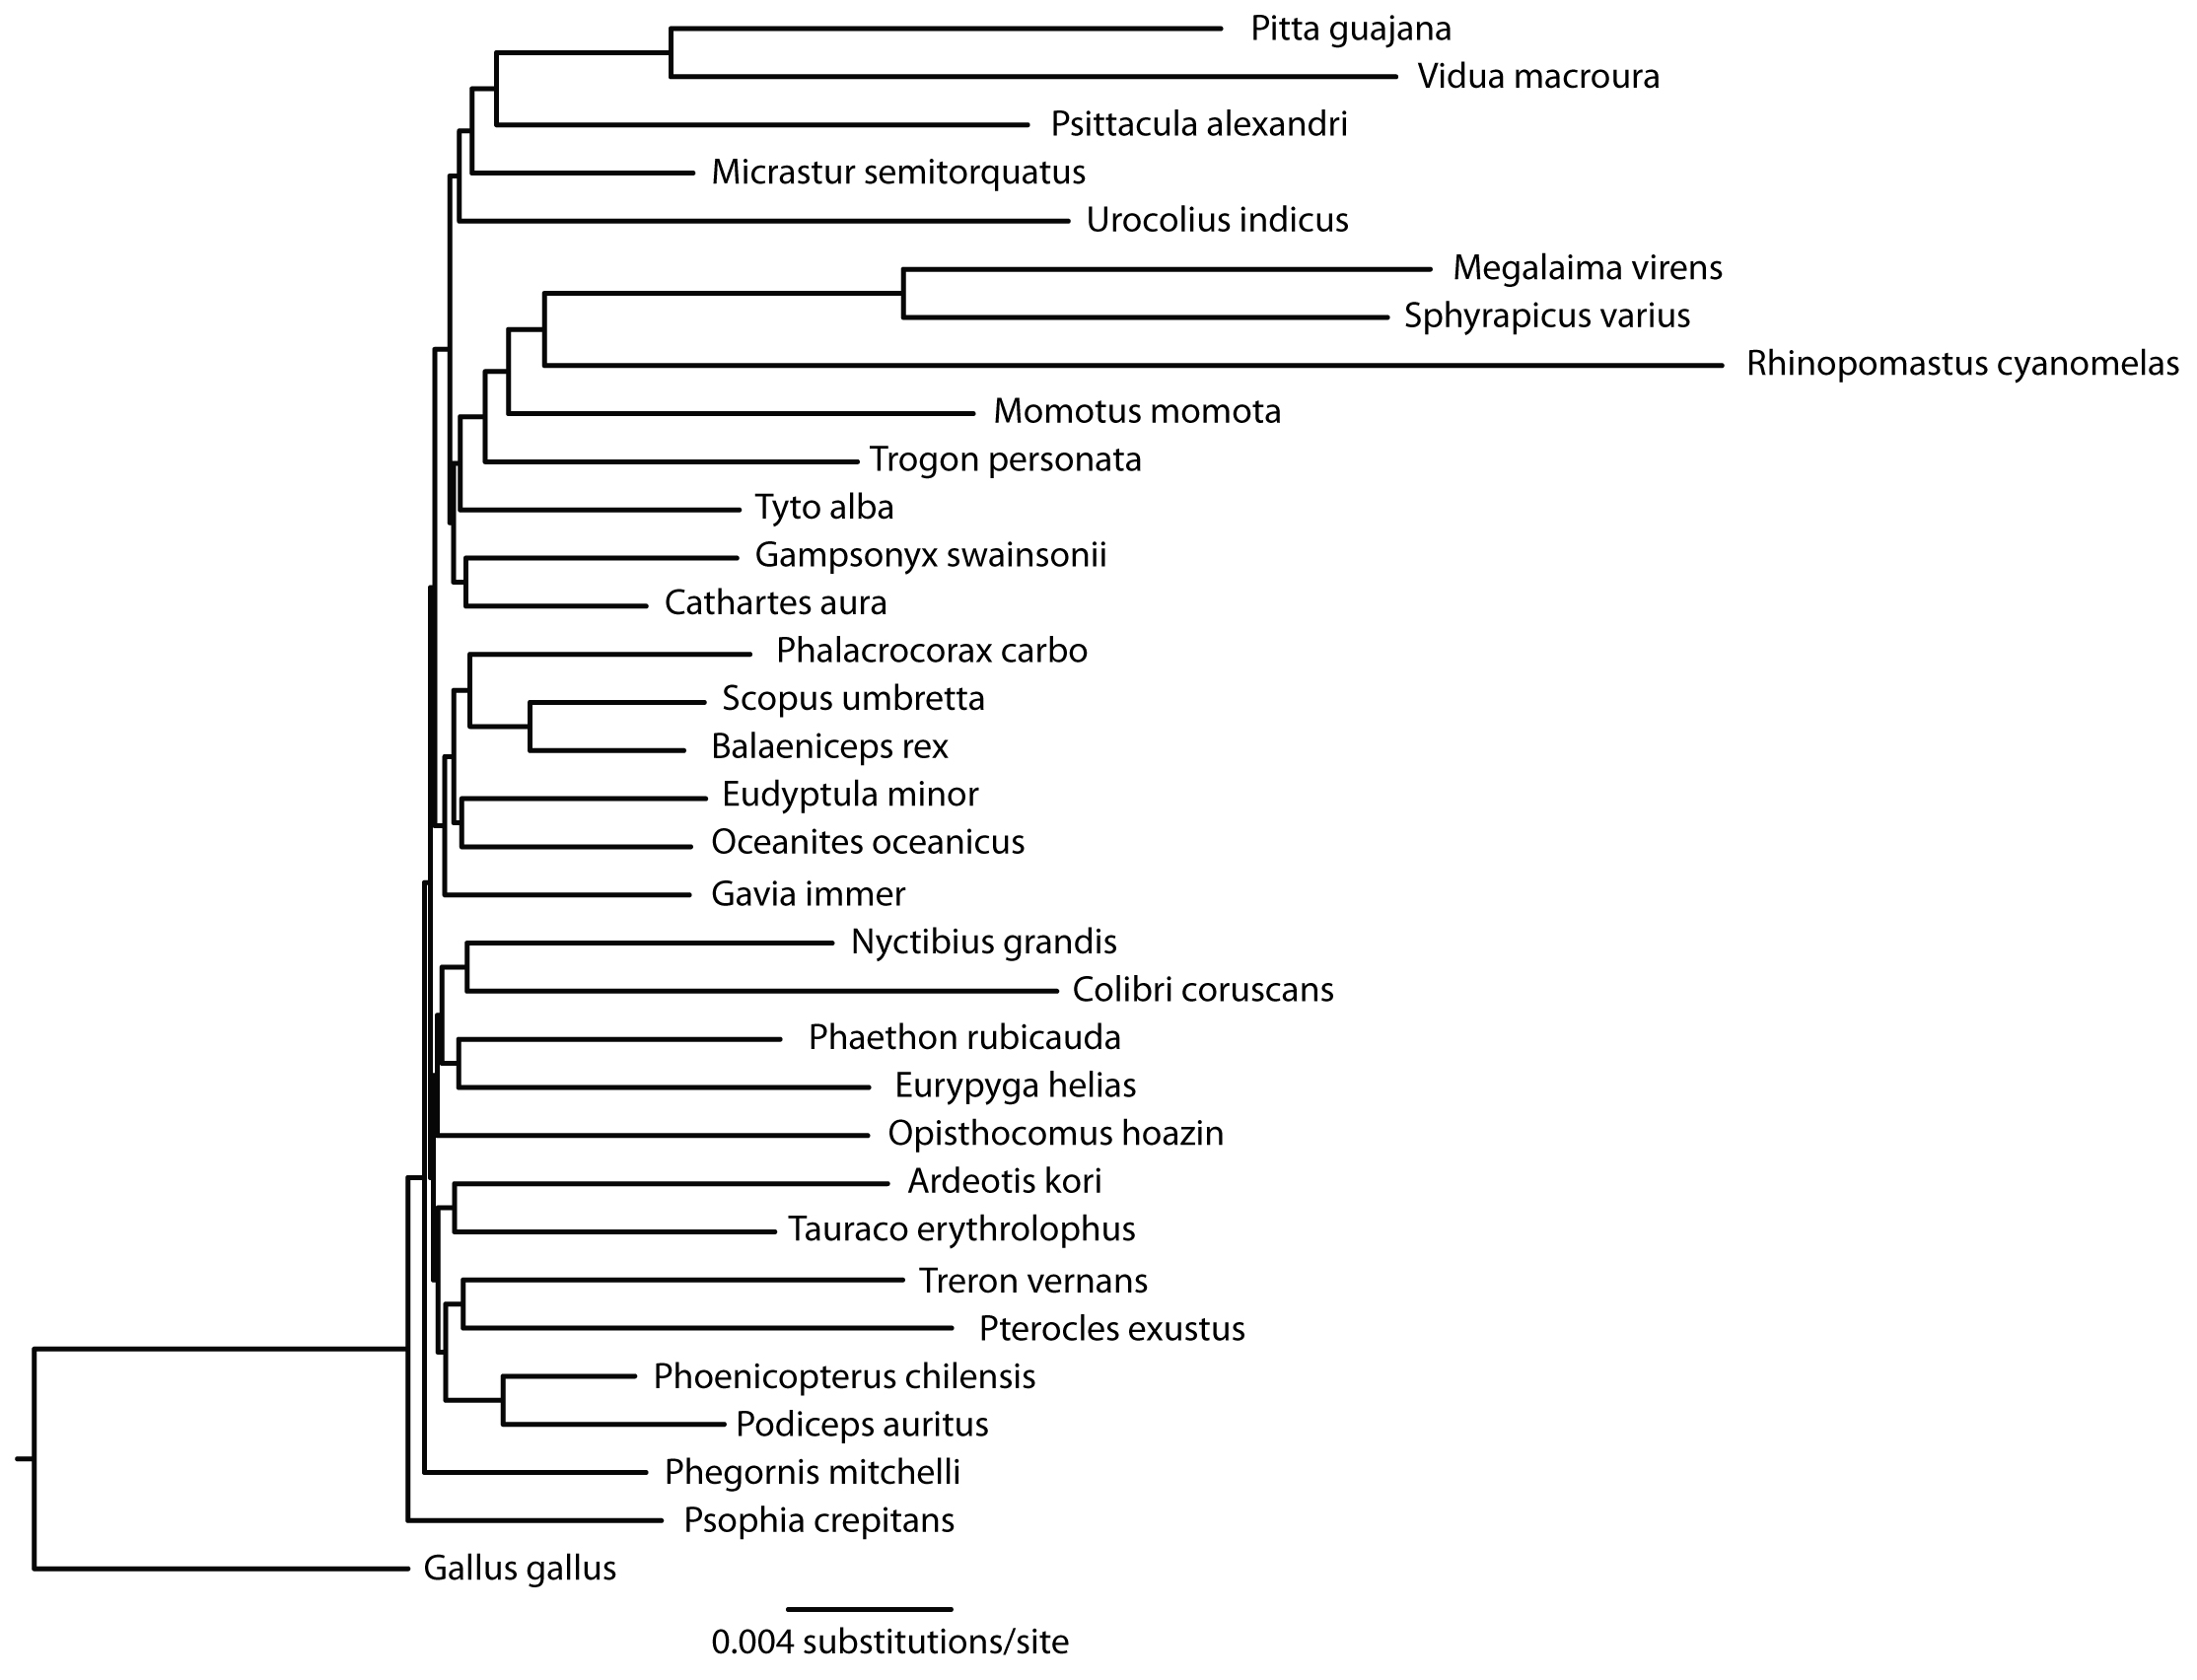 Pitta guajana
Vidua macroura
Psittacula alexandri
Micrastur semitorquatus
Urocolius indicus
Megalaima virens
Sphyrapicus varius
Rhinopomastus cyanomelas
Momotus momota
Trogon personata
Tyto alba
Gampsonyx swainsonii
Cathartes aura
Phalacrocorax carbo
Scopus umbretta
Balaeniceps rex
Eudyptula minor
Oceanites oceanicus
Gavia immer
Nyctibius grandis
Colibri coruscans
Phaethon rubicauda
Eurypyga helias
Opisthocomus hoazin
Ardeotis kori
Tauraco erythrolophus
Treron vernans
Pterocles exustus
Phoenicopterus chilensis
Podiceps auritus
Phegornis mitchelli
Psophia crepitans
Gallus gallus
0.004 substitutions/site